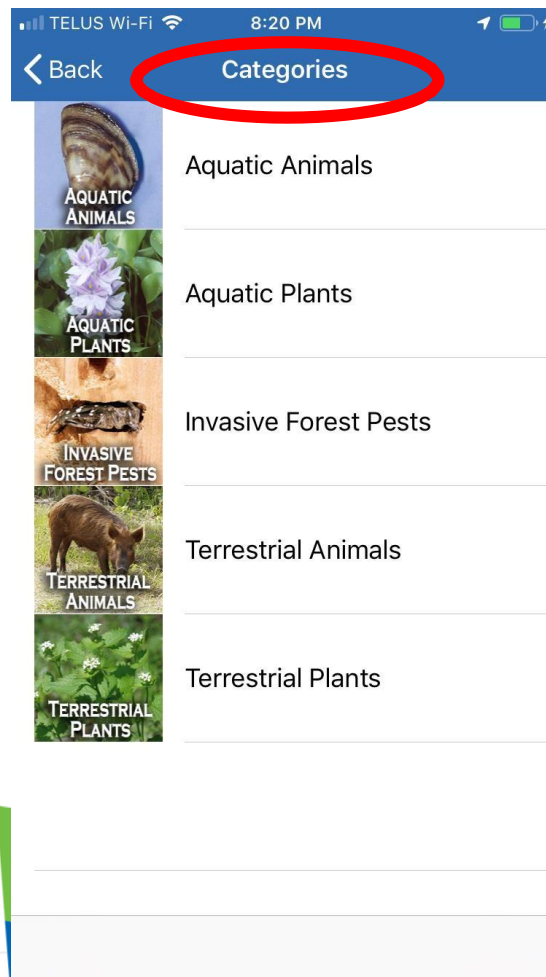 TELUS Wi-Fi 8:20 PM
Back Categories
AQUATIC
ANIMALS
Aquatic Animals
AQUATIC
PLANTS
Aquatic Plants
INVASIVE
FOREST PESTS
Invasive Forest Pests
TERRESTRIAL
ANIMALS
Terrestrial Animals
TERRESTRIAL
PLANTS
Terrestrial Plants